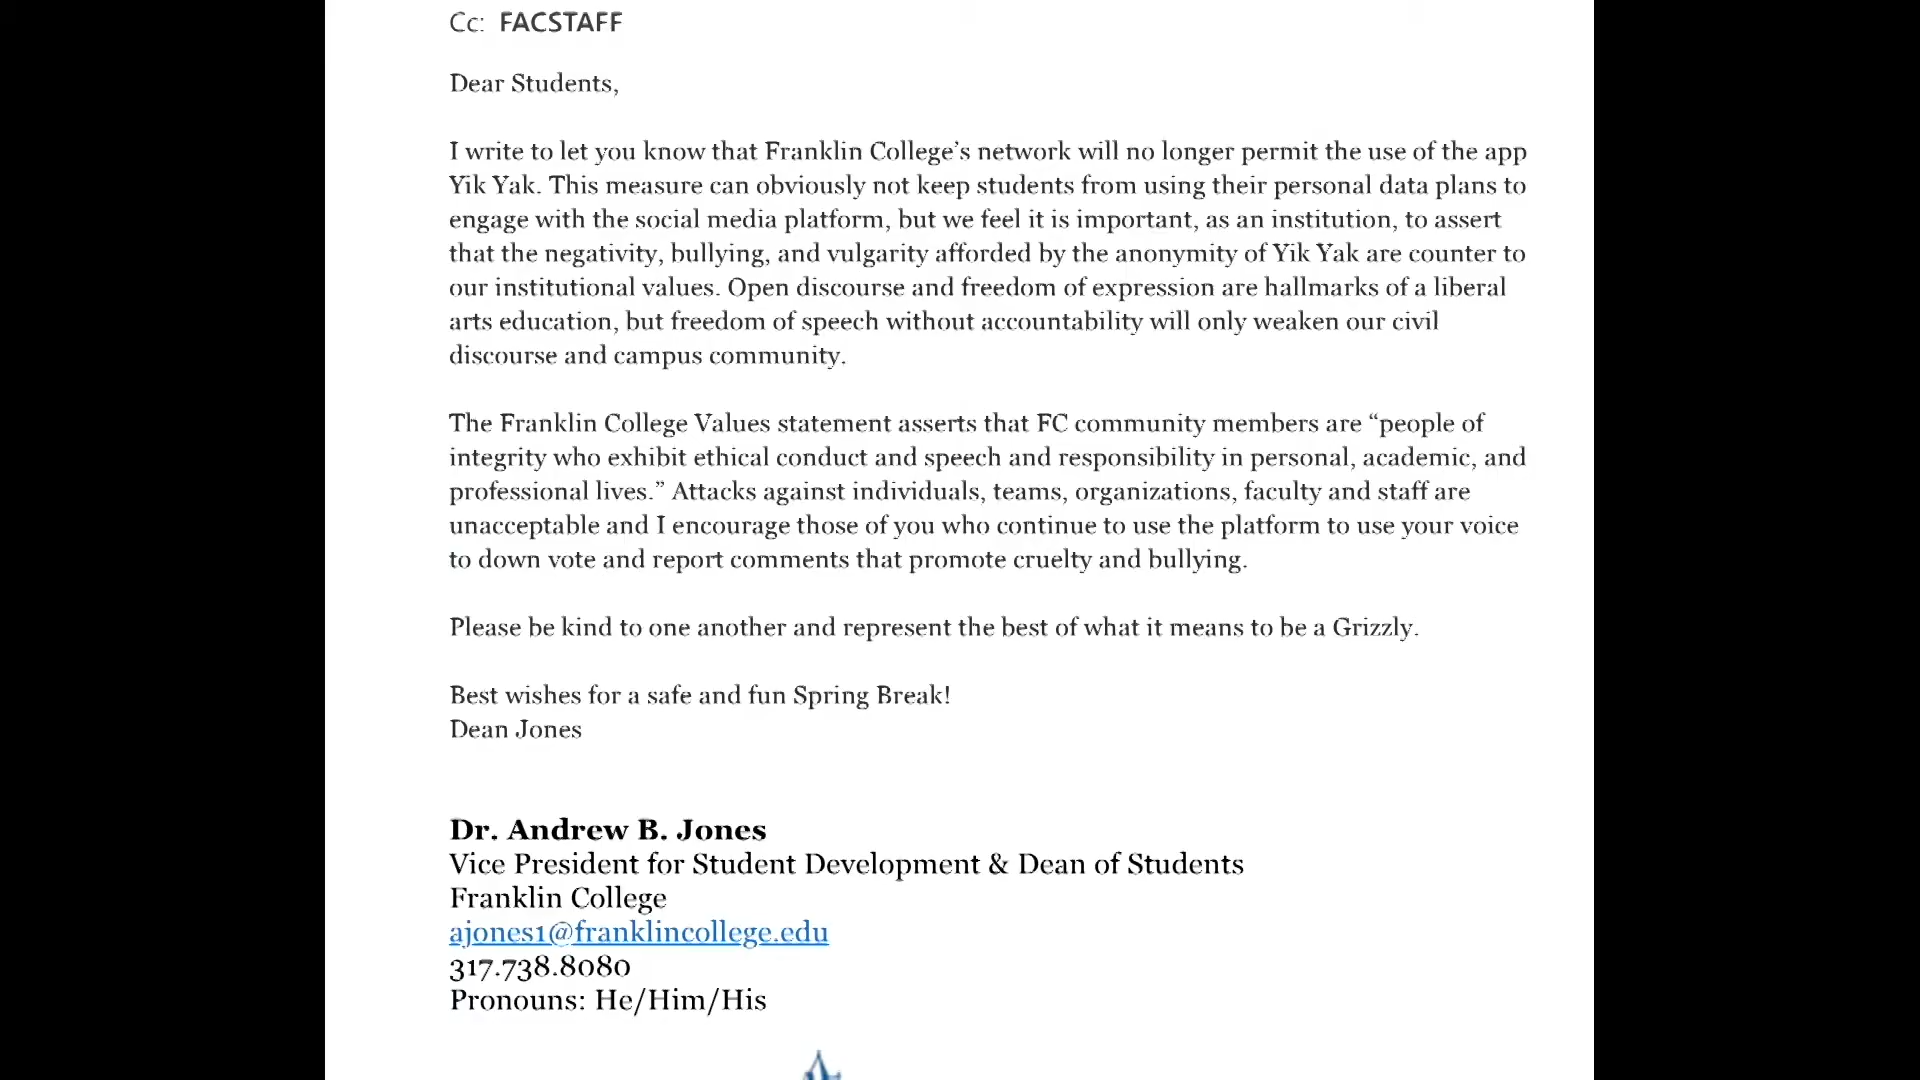 Cc: FACSTAFF
Dear Students,
I write to let you know that Franklin College’s network will no longer permit the use of the app
Yik Yak. This measure can obviously not keep students from using their personal data plans to
engage with the social media platform, but we feel it is important, as an institution, to assert
that the negativity, bullying, and vulgarity afforded by the anonymity of Yik Yak are counter to
our institutional values. Open discourse and freedom of expression are hallmarks of a liberal
arts education, but freedom of speech without accountability will only weaken our civil
discourse and campus community.
The Franklin College Values statement asserts that FC community members are “people of
integrity who exhibit ethical conduct and speech and responsibility in personal, academic, and
professional lives.” Attacks against individuals, teams, organizations, faculty and staff are
unacceptable and I encourage those of you who continue to use the platform to use your voice
to down vote and report comments that promote cruelty and bullying.
Please be kind to one another and represent the best of what it means to be a Grizzly.
Best wishes for a safe and fun Spring Break!
Dean Jones
Dr. Andrew B. Jones
Vice President for Student Development & Dean of Students
Franklin College
ajones1@franklincollege.edu
317.738.8080
Pronouns: He/Him/His